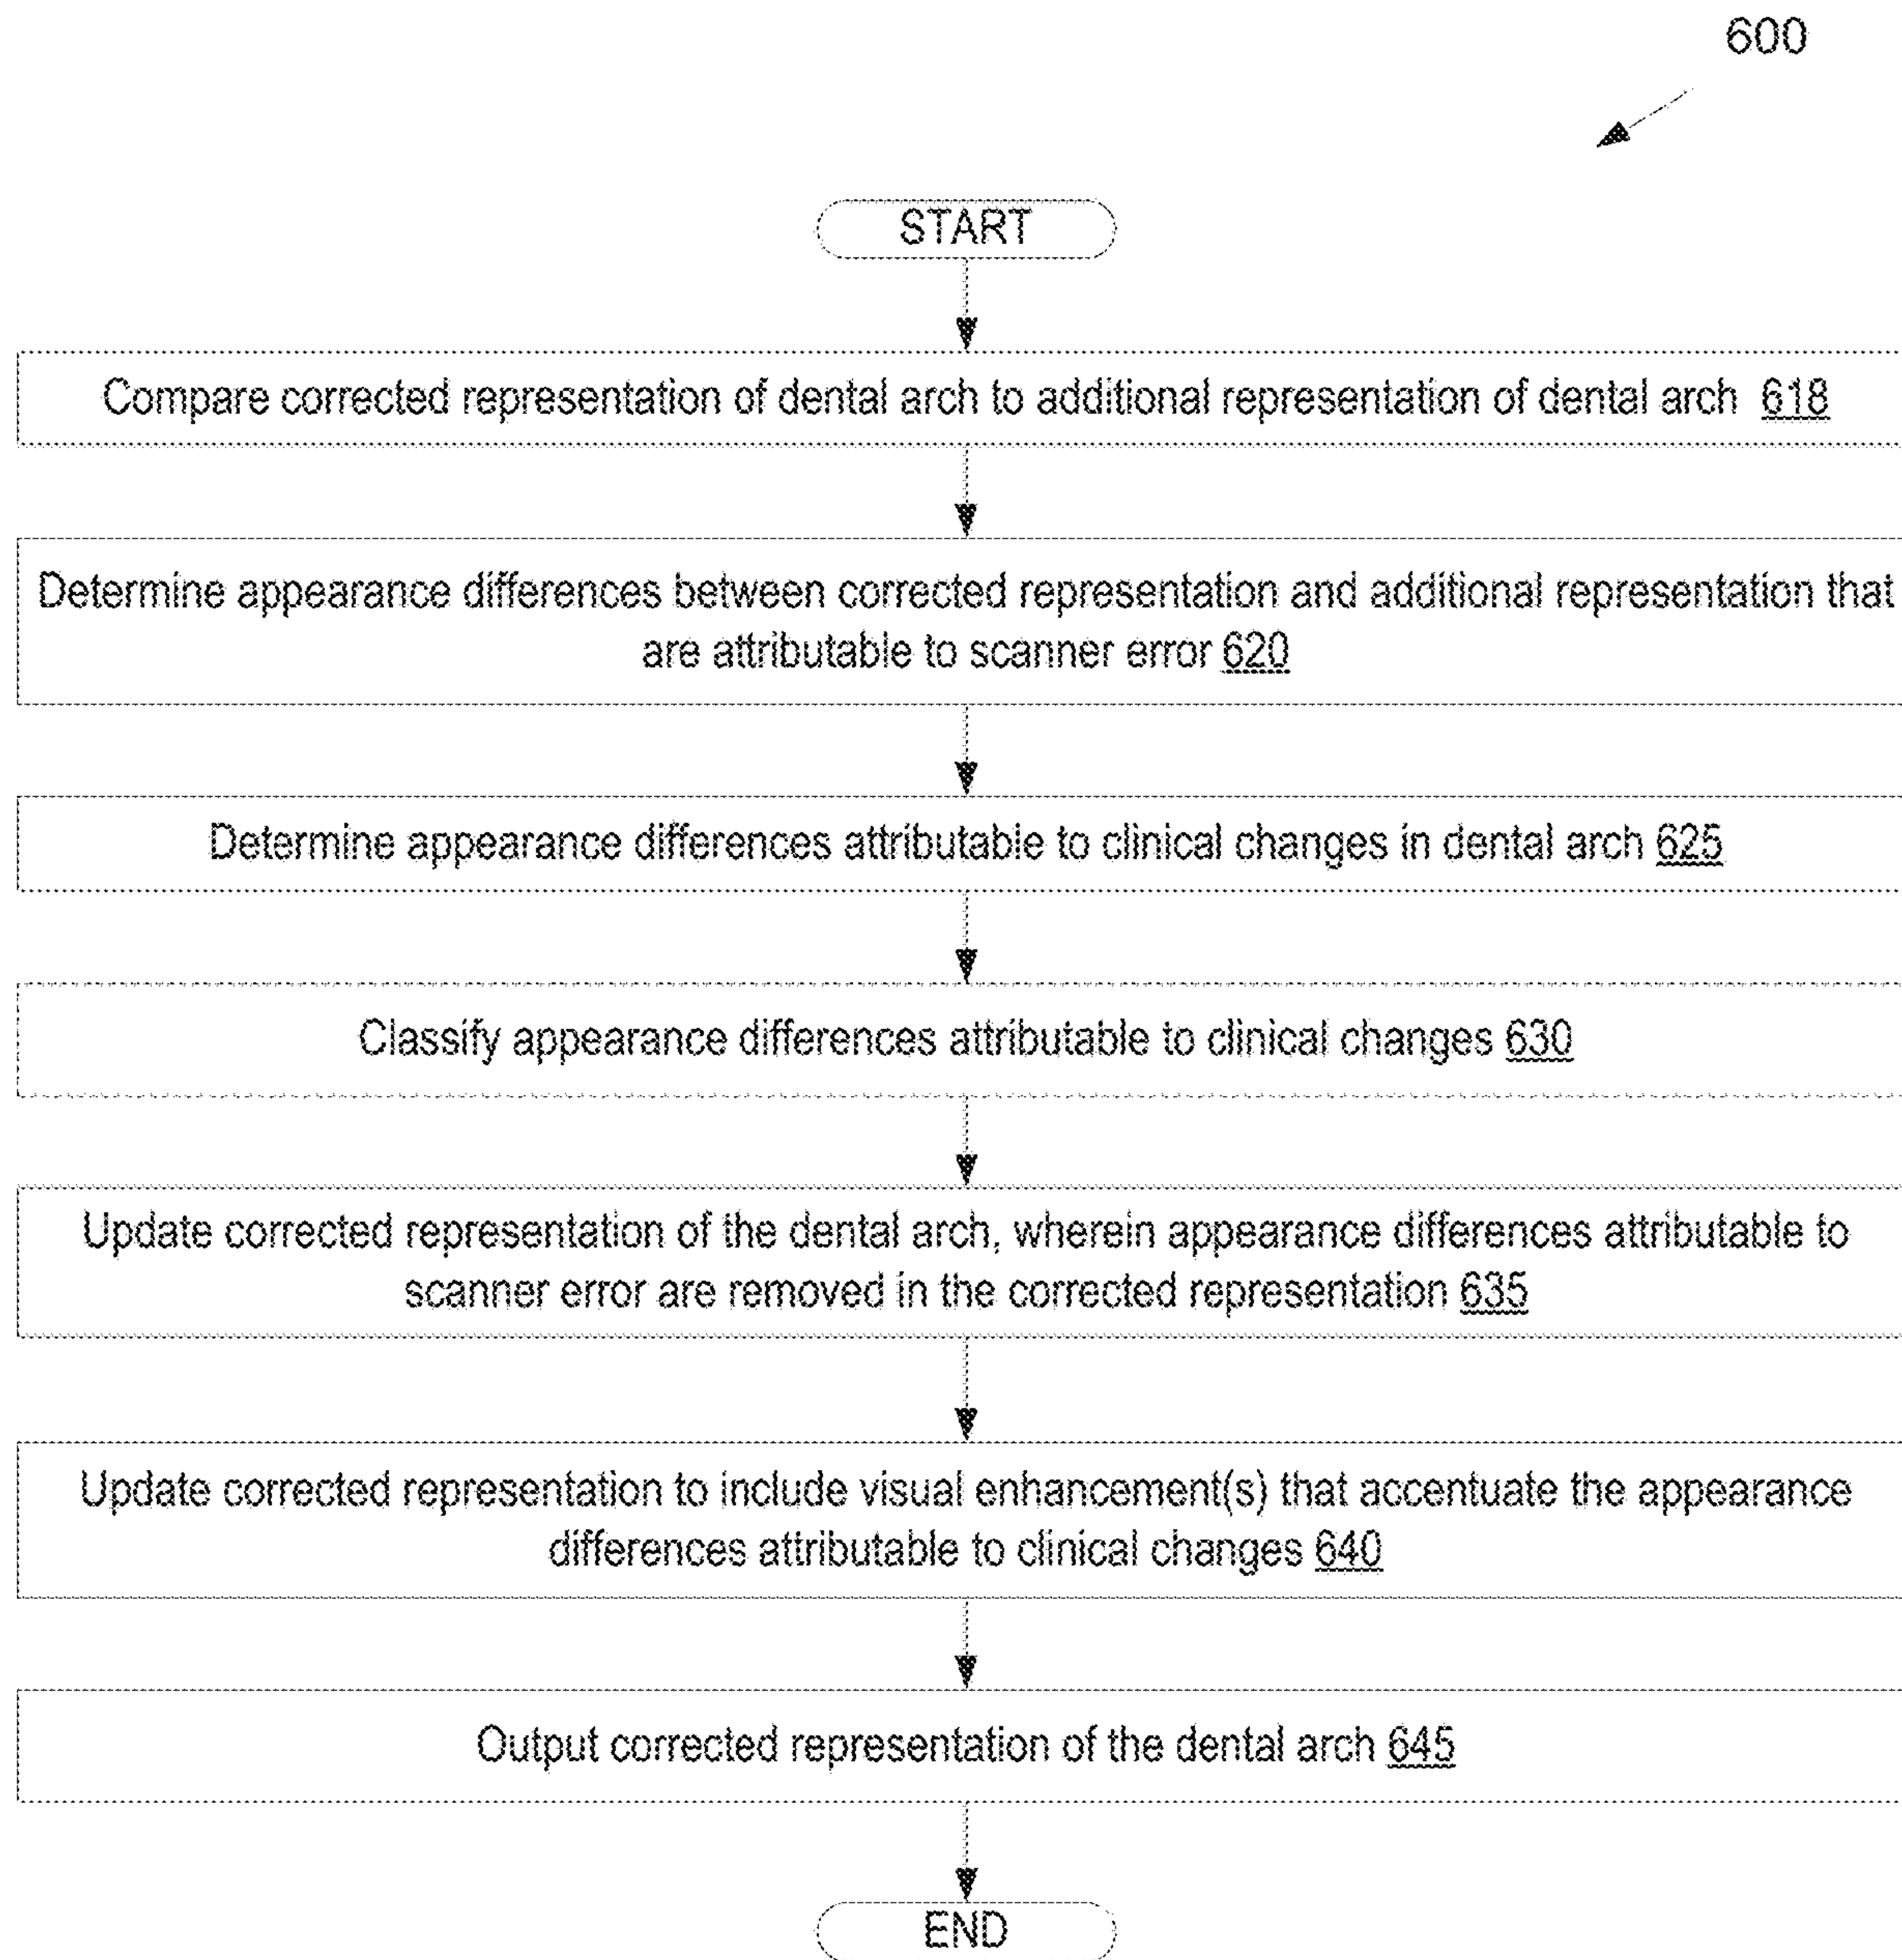 600
START
Compare corrected representation of dental arch to additional representation of dental arch 618
Determine appearance differences between corrected representation and additional representation that
are attributable to scanner error 620
Determine appearance differences attributable to clinical changes in dental arch 625
Classify appearance differences attributable to clinical changes 630
Update corrected representation of the dental arch, wherein appearance differences attributable to
scanner error are removed in the corrected representation 635
Update corrected representation to include visual enhancement(s) that accentuate the appearance
differences attributable to clinical changes 640
Output corrected representation of the dental arch 645
END